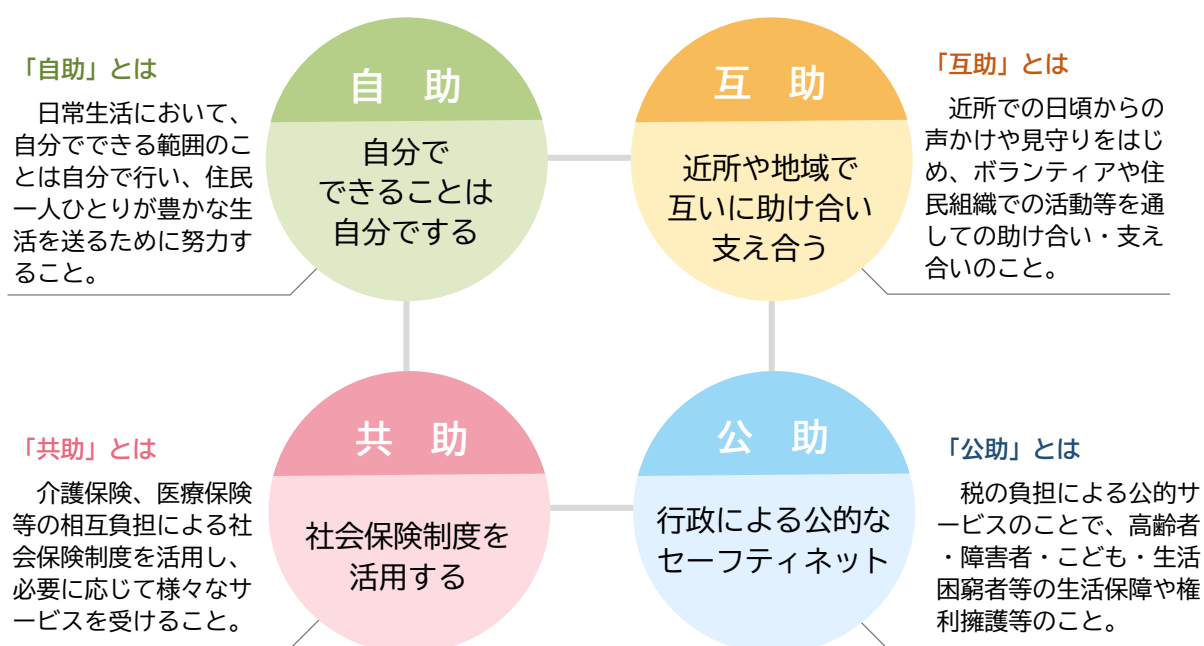 「自助」とは
　日常生活において、
自分でできる範囲のこ
とは自分で行い、住民
一人ひとりが豊かな生
活を送るために努力す
ること。
自　助
自分で
できることは
自分でする
互　助
近所や地域で
互いに助け合い
支え合う
「互助」とは
　近所での日頃からの
声かけや見守りをはじ
め、ボランティアや住
民組織での活動等を通
しての助け合い・支え
合いのこと。
「共助」とは
　介護保険、医療保険
等の相互負担による社
会保険制度を活用し、
必要に応じて様々なサ
ービスを受けること。
共　助
社会保険制度を
活用する
公　助
行政による公的な
セーフティネット
「公助」とは
　税の負担による公的サ
ービスのことで、高齢者
・障害者・こども・生活
困窮者等の生活保障や権
利擁護等のこと。